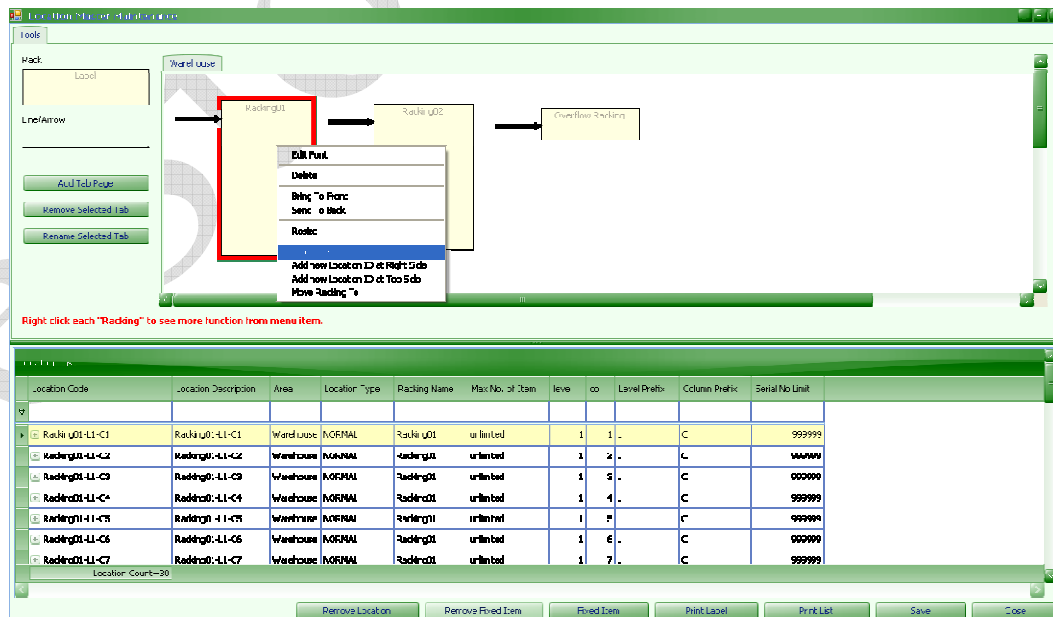 Location Master Maintenance
Tools
Rack
Label
Line/Arrow
Add Tab Page
Remove Selected Tab
Rename Selected Tab
Warehouse
Racking01
Racking02
Overflow Racking
Edit Font
Delete
Bring To Front
Send To Back
Resize
Add new Location ID at Right Side
Add new Location ID at Top Side
Move Racking To
Right click each "Racking" to see more function from menu item.
Location Code Location Description Area Location Type Racking Name Max No. of Item level col Level Prefix Column Prefix Serial No Limit
Racking01-L1-C1 Racking01-L1-C1 Warehouse NORMAL Racking01 unlimited 1 1 L C 999999
Racking01-L1-C2 Racking01-L1-C2 Warehouse NORMAL Racking01 unlimited 1 2 L C 999999
Racking01-L1-C3 Racking01-L1-C3 Warehouse NORMAL Racking01 unlimited 1 3 L C 999999
Racking01-L1-C4 Racking01-L1-C4 Warehouse NORMAL Racking01 unlimited 1 4 L C 999999
Racking01-L1-C5 Racking01-L1-C5 Warehouse NORMAL Racking01 unlimited 1 5 L C 999999
Racking01-L1-C6 Racking01-L1-C6 Warehouse NORMAL Racking01 unlimited 1 6 L C 999999
Racking01-L1-C7 Racking01-L1-C7 Warehouse NORMAL Racking01 unlimited 1 7 L C 999999
Location Count=30
Remove Location Remove Fixed Item Fixed Item Print Label Print List Save Close